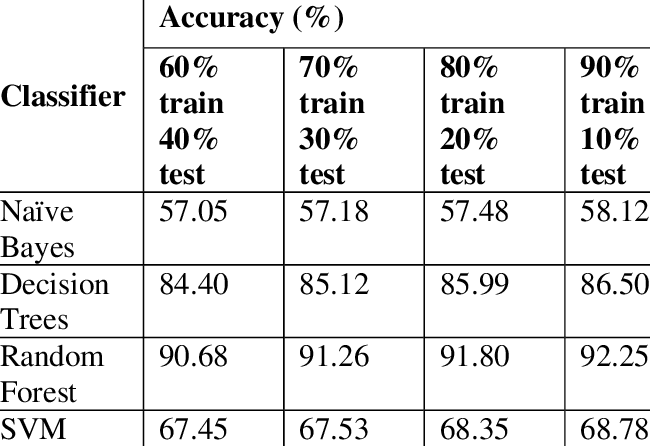 Accuracy (%)
Classifier
60% 70% 80% 90%
train train train train
40% 30% 20% 10%
test test test test
Naïve 57.05 57.18 57.48 58.12
Bayes
Decision 84.40 85.12 85.99 86.50
Trees
Random 90.68 91.26 91.80 92.25
Forest
SVM 67.45 67.53 68.35 68.78